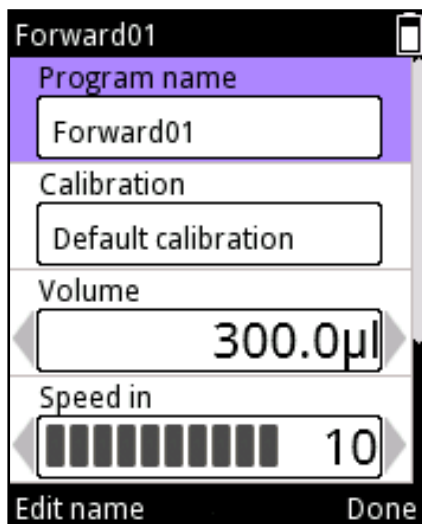 Forward01
Program name
Forward01
Calibration
Default calibration
Volume
300.0µl
Speed in
10
Edit name Done